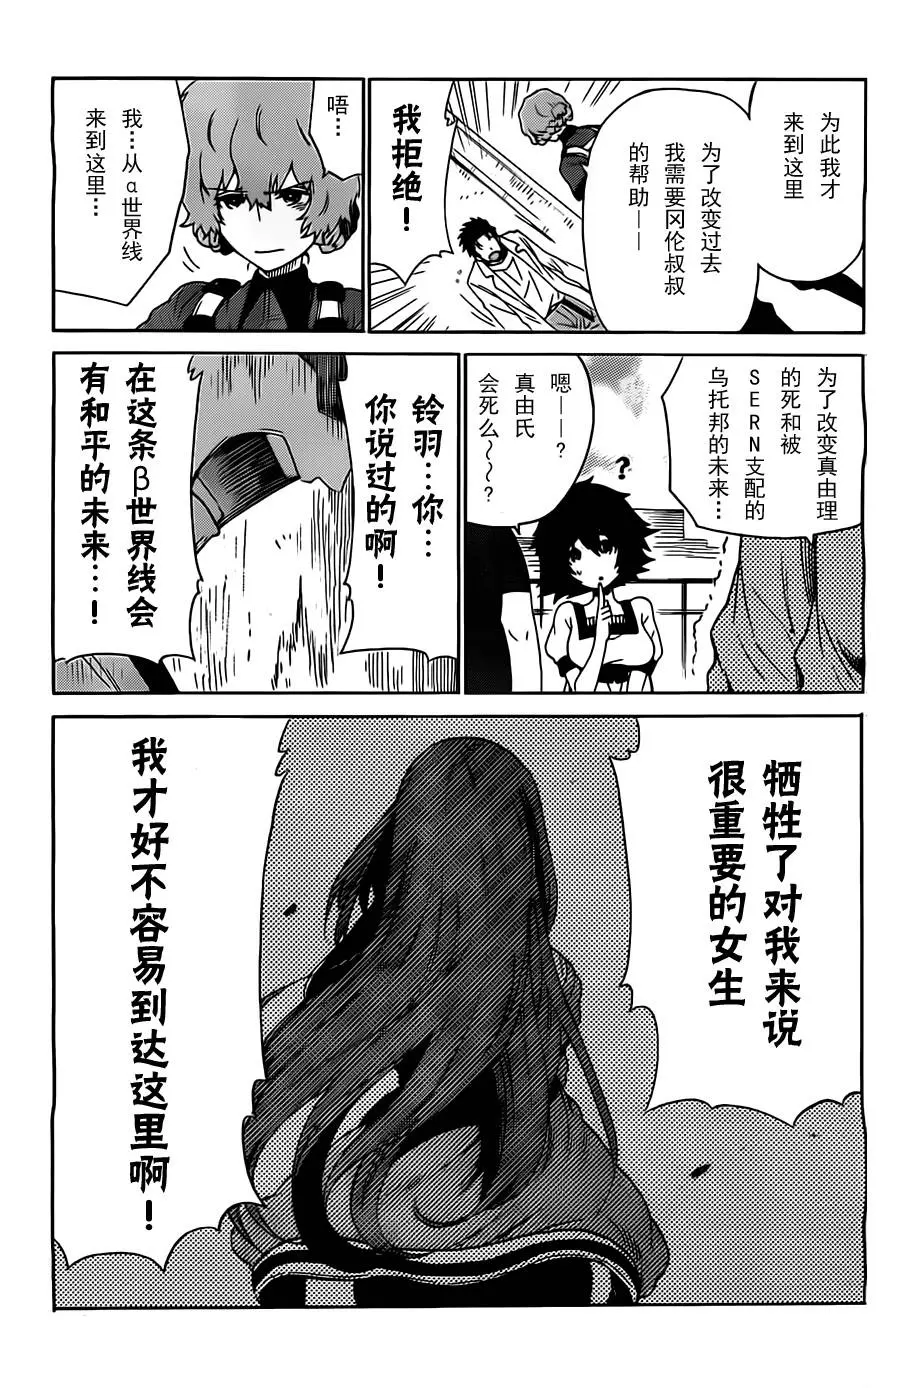 为此我才
来到这里
为了改变过去
我需要冈伦叔叔
的帮助——
我拒绝！
唔…
我…从α世界线
来到这里…
为了改变真由理
的死和被
SERN支配的
乌托邦的未来…
？
嗯——？
真由氏
会死么～～～？
铃羽…你…
你说过的啊！
在这条β世界线会
有和平的未来…！
牺牲了对我来说
很重要的女生
我才好不容易到达这里啊！